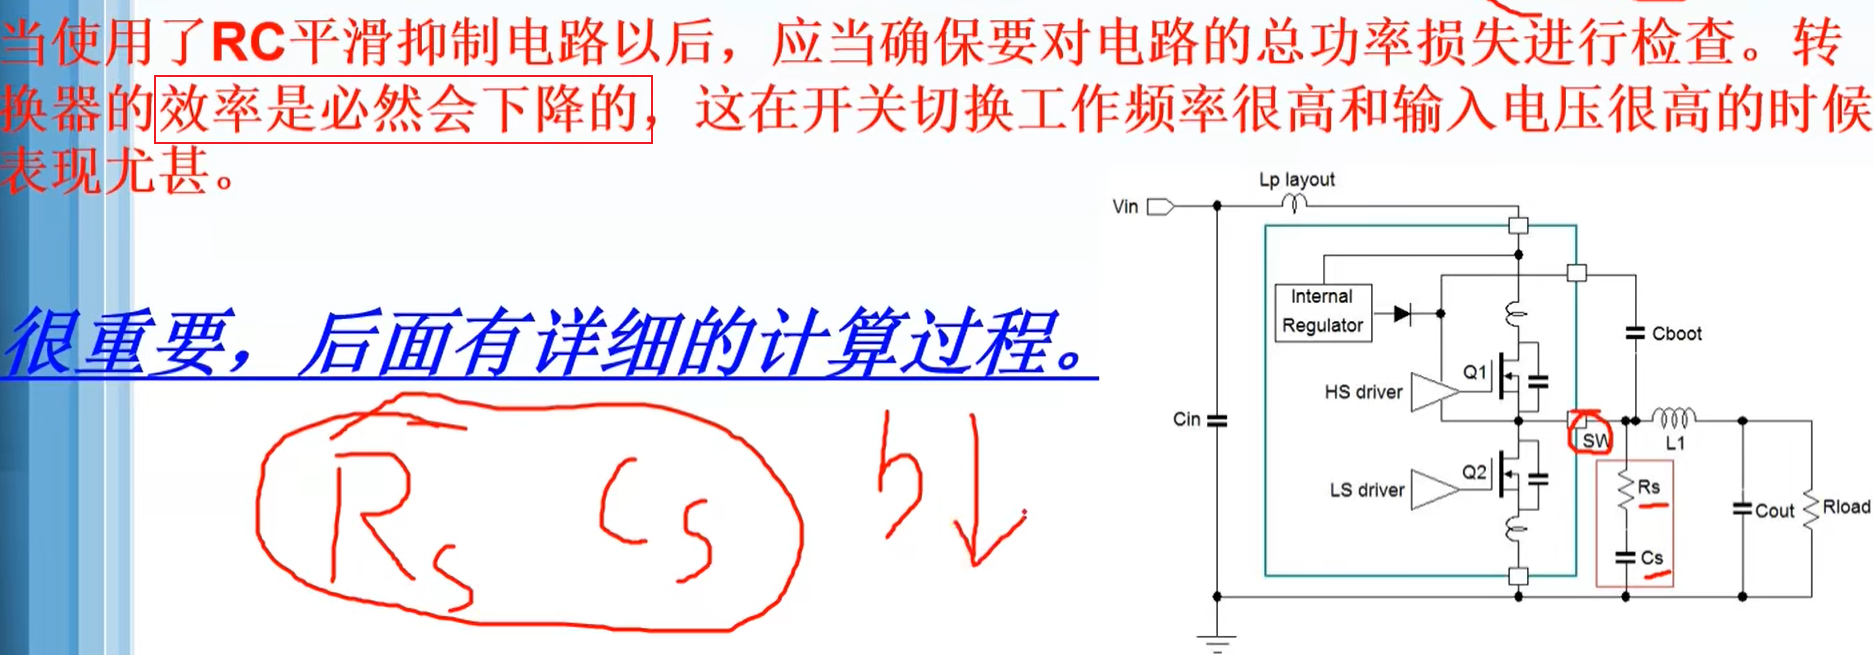 当使用了RC平滑抑制电路以后，应当确保要对电路的总功率损失进行检查。转
换器的效率是必然会下降的，这在开关切换工作频率很高和输入电压很高的时候
表现尤甚。
很重要，后面有详细的计算过程。
Rs Cs
Lp layout
Vin
Internal
Regulator
Cboot
Q1
HS driver
Cin
SW
L1
Q2
LS driver
Rs
Cout
Rload
Cs